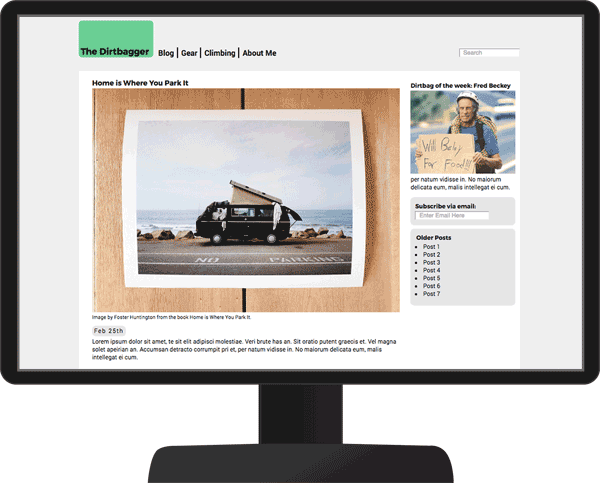 The Dirtbagger
Blog | Gear | Climbing | About Me
Search
Home is Where You Park It
NO PARKING
Image by Foster Huntington from the book Home is Where You Park It.
Feb 25th
Lorem ipsum dolor sit amet, te sit elit adipisci molestiae. Veri brute has an. Sit oratio putent graecis et. Vel magna
solet apeirian an. Accumsan detracto corrumpit pri et, per natum vidisse in. No maiorum delicata eum, malis
intellegat ei cum.
Dirtbag of the week: Fred Beckey
Will Belay
For Food!!!
per natum vidisse in. No maiorum
delicata eum, malis intellegat ei cum.
Subscribe via email:
Enter Email Here
Older Posts
Post 1
Post 2
Post 3
Post 4
Post 5
Post 6
Post 7